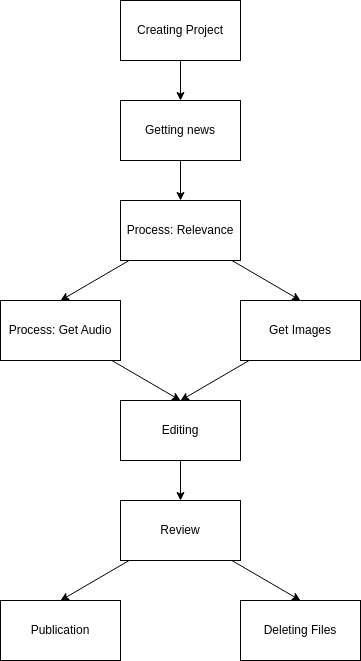 Creating Project
Getting news
Process: Relevance
Process: Get Audio
Get Images
Editing
Review
Publication
Deleting Files